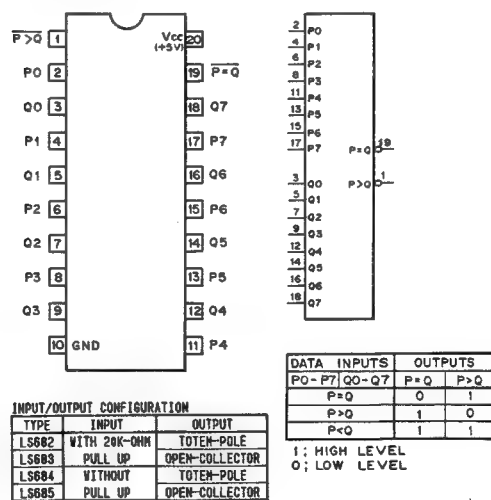 P>Q 1
Vcc
(+5V)
20
P0 2
19 P=Q
Q0 3
18 Q7
P1 4
17 P7
Q1 5
16 Q6
P2 6
15 P6
Q2 7
14 Q5
P3 8
13 P5
Q3 9
12 Q4
10 GND
11 P4
2 P0
4 P1
6 P2
8 P3
11 P4
13 P5
15 P6
17 P7
P=Q 19
3 Q0
P>Q 1
5 Q1
7 Q2
9 Q3
12 Q4
14 Q5
16 Q6
18 Q7
DATA INPUTS OUTPUTS
P0-P7 Q0-Q7 P=Q P>Q
P=Q 0 1
P>Q 1 0
P<Q 1 1
1; HIGH LEVEL
0; LOW LEVEL
INPUT/OUTPUT CONFIGURATION
TYPE INPUT OUTPUT
LS682 WITH 20K-OHM TOTEM-POLE
LS683 PULL UP OPEN-COLLECTOR
LS684 WITHOUT TOTEM-POLE
LS685 PULL UP OPEN-COLLECTOR